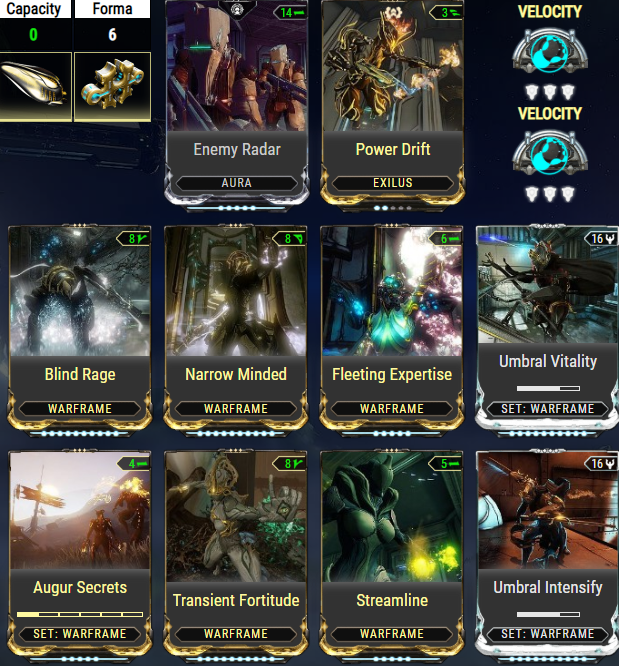 Capacity
Forma
0
6
14
Enemy Radar
AURA
3
Power Drift
EXILUS
VELOCITY
VELOCITY
8
Blind Rage
WARFRAME
8
Narrow Minded
WARFRAME
6
Fleeting Expertise
WARFRAME
16
Umbral Vitality
SET: WARFRAME
4
Augur Secrets
SET: WARFRAME
8
Transient Fortitude
WARFRAME
5
Streamline
WARFRAME
16
Umbral Intensify
SET: WARFRAME